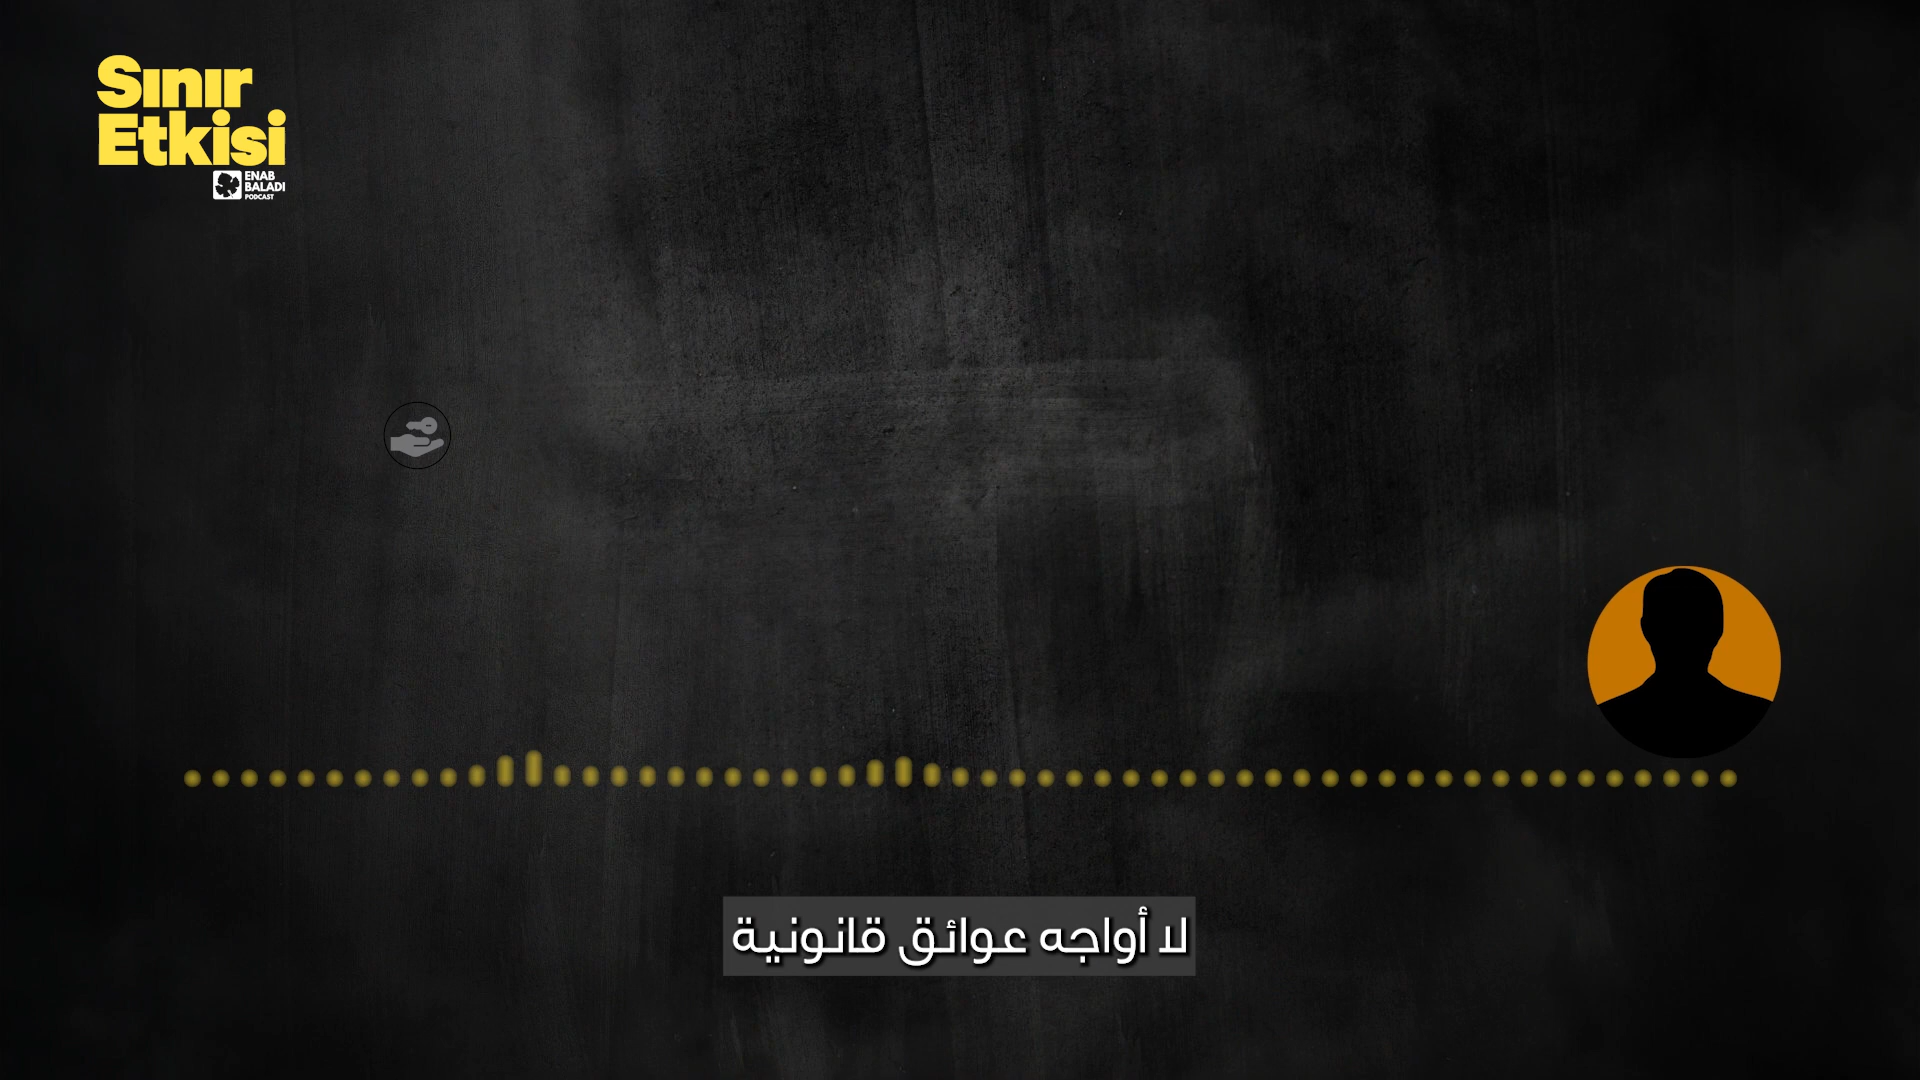 Sınır
Etkisi
ENAB
BALADI
PODCAST
لا أواجه عوائق قانونية